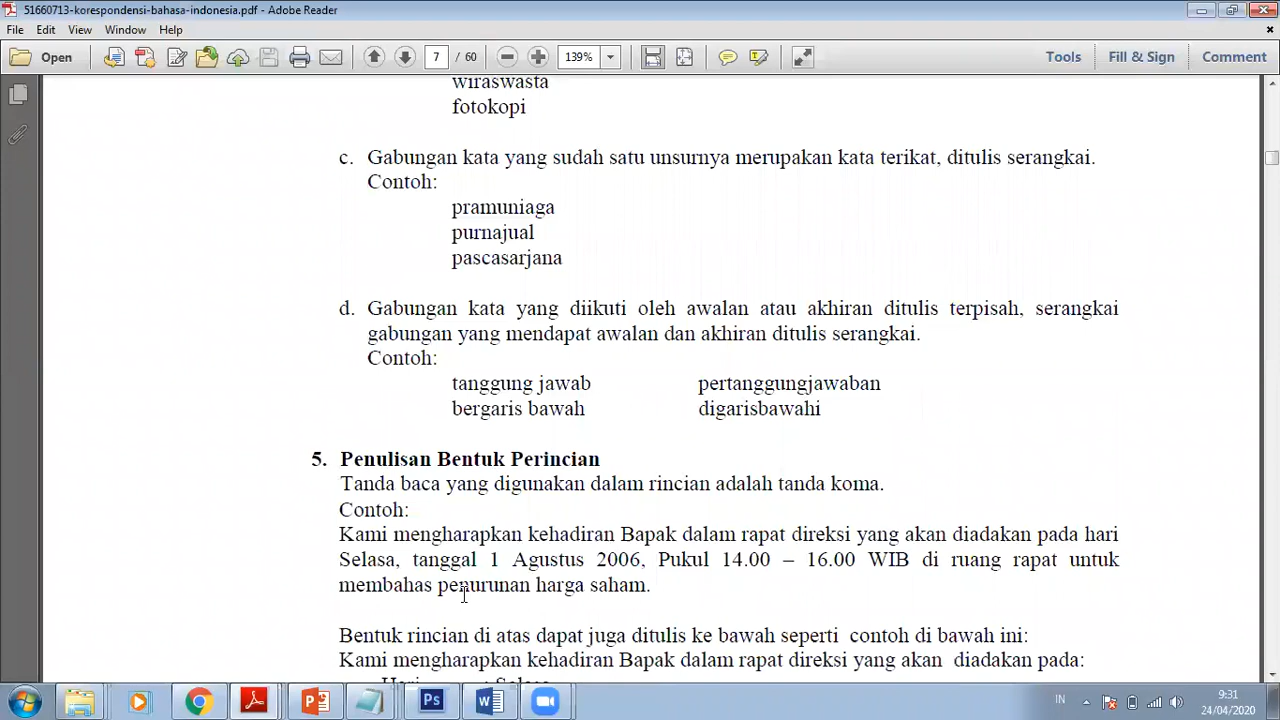 51660713-korespondensi-bahasa-indonesia.pdf - Adobe Reader
File Edit View Window Help
Open 7 / 60 139% Tools Fill & Sign Comment
wiraswasta
fotokopi
c. Gabungan kata yang sudah satu unsurnya merupakan kata terikat, ditulis serangkai.
Contoh:
pramuniaga
purnajual
pascasarjana
d. Gabungan kata yang diikuti oleh awalan atau akhiran ditulis terpisah, serangkai
gabungan yang mendapat awalan dan akhiran ditulis serangkai.
Contoh:
tanggung jawab pertanggungjawaban
bergaris bawah digarisbawahi
5. Penulisan Bentuk Perincian
Tanda baca yang digunakan dalam rincian adalah tanda koma.
Contoh:
Kami mengharapkan kehadiran Bapak dalam rapat direksi yang akan diadakan pada hari
Selasa, tanggal 1 Agustus 2006, Pukul 14.00 – 16.00 WIB di ruang rapat untuk
membahas penurunan harga saham.
Bentuk rincian di atas dapat juga ditulis ke bawah seperti contoh di bawah ini:
Kami mengharapkan kehadiran Bapak dalam rapat direksi yang akan diadakan pada:
Hari : Selasa
IN 9:31
24/04/2020